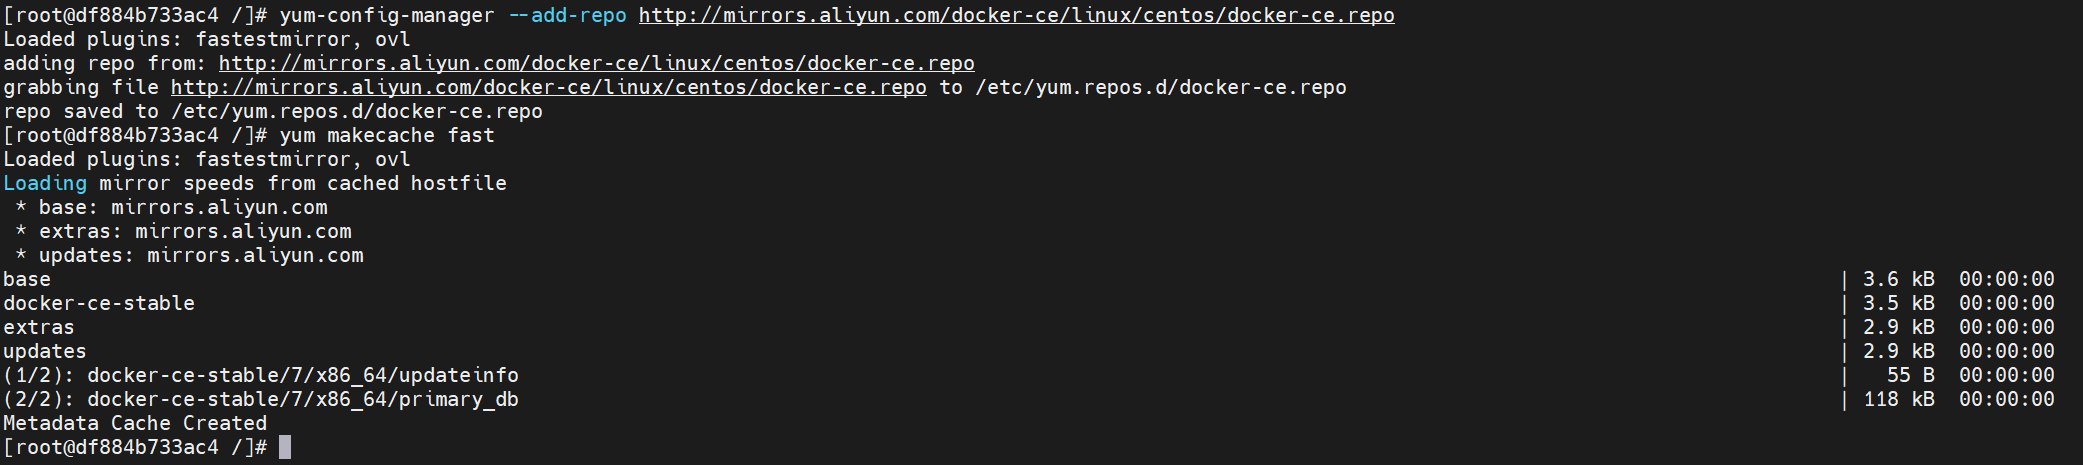 [root@df884b733ac4 /]# yum-config-manager --add-repo http://mirrors.aliyun.com/docker-ce/linux/centos/docker-ce.repo
Loaded plugins: fastestmirror, ovl
adding repo from: http://mirrors.aliyun.com/docker-ce/linux/centos/docker-ce.repo
grabbing file http://mirrors.aliyun.com/docker-ce/linux/centos/docker-ce.repo to /etc/yum.repos.d/docker-ce.repo
repo saved to /etc/yum.repos.d/docker-ce.repo
[root@df884b733ac4 /]# yum makecache fast
Loaded plugins: fastestmirror, ovl
Loading mirror speeds from cached hostfile
 * base: mirrors.aliyun.com
 * extras: mirrors.aliyun.com
 * updates: mirrors.aliyun.com
base | 3.6 kB  00:00:00
docker-ce-stable | 3.5 kB  00:00:00
extras | 2.9 kB  00:00:00
updates | 2.9 kB  00:00:00
(1/2): docker-ce-stable/7/x86_64/updateinfo |   55 B  00:00:00
(2/2): docker-ce-stable/7/x86_64/primary_db | 118 kB  00:00:00
Metadata Cache Created
[root@df884b733ac4 /]#